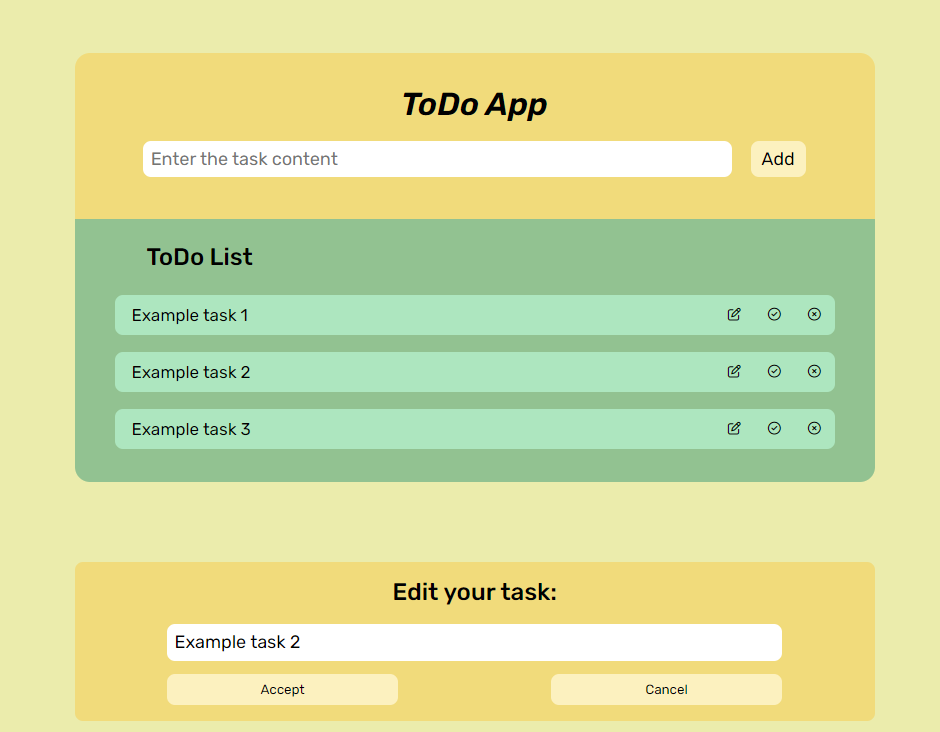 ToDo App
Enter the task content
Add
ToDo List
Example task 1
Example task 2
Example task 3
Edit your task:
Example task 2
Accept
Cancel